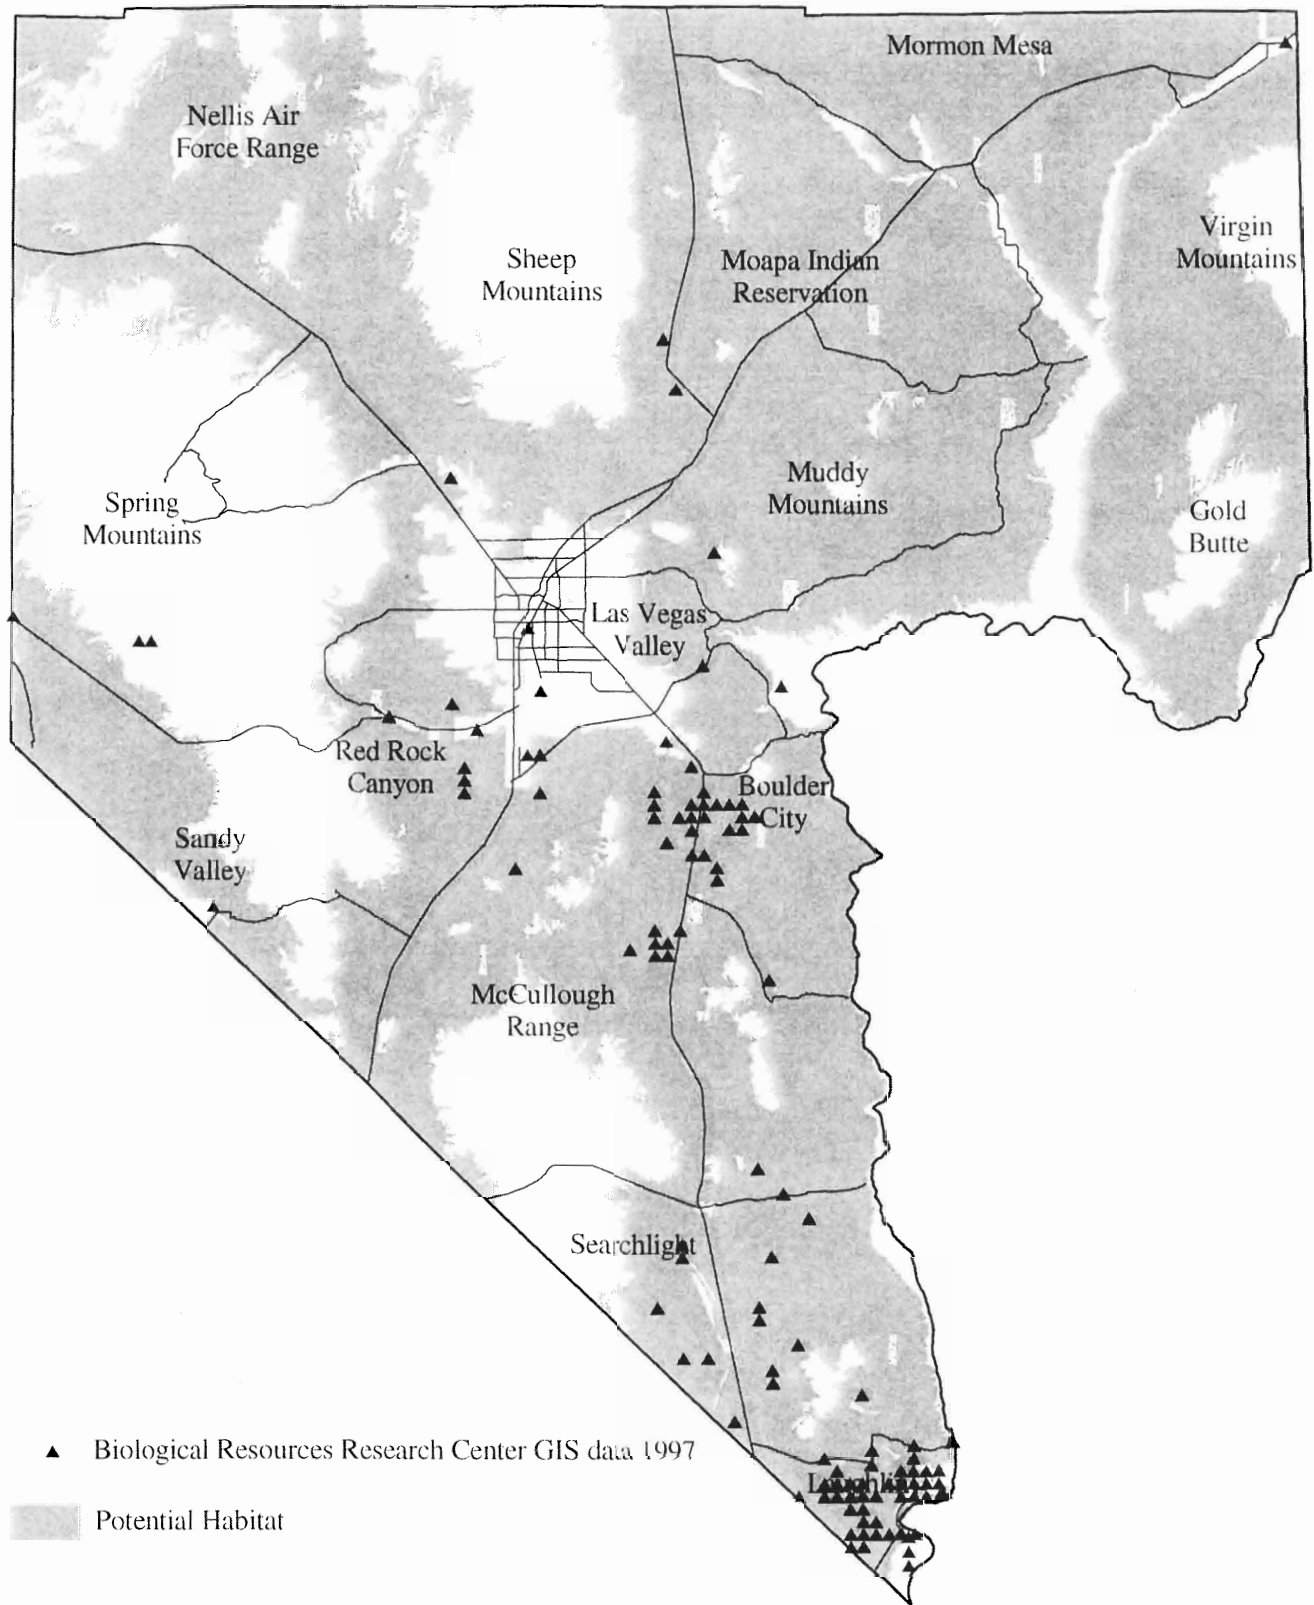 Mormon Mesa
Nellis Air
Force Range
Virgin
Mountains
Sheep
Mountains
Moapa Indian
Reservation
Muddy
Mountains
Spring
Mountains
Gold
Butte
Las Vegas
Valley
Red Rock
Canyon
Boulder
City
Sandy
Valley
McCullough
Range
Searchlight
Biological Resources Research Center GIS data 1997
Laughlin
Potential Habitat